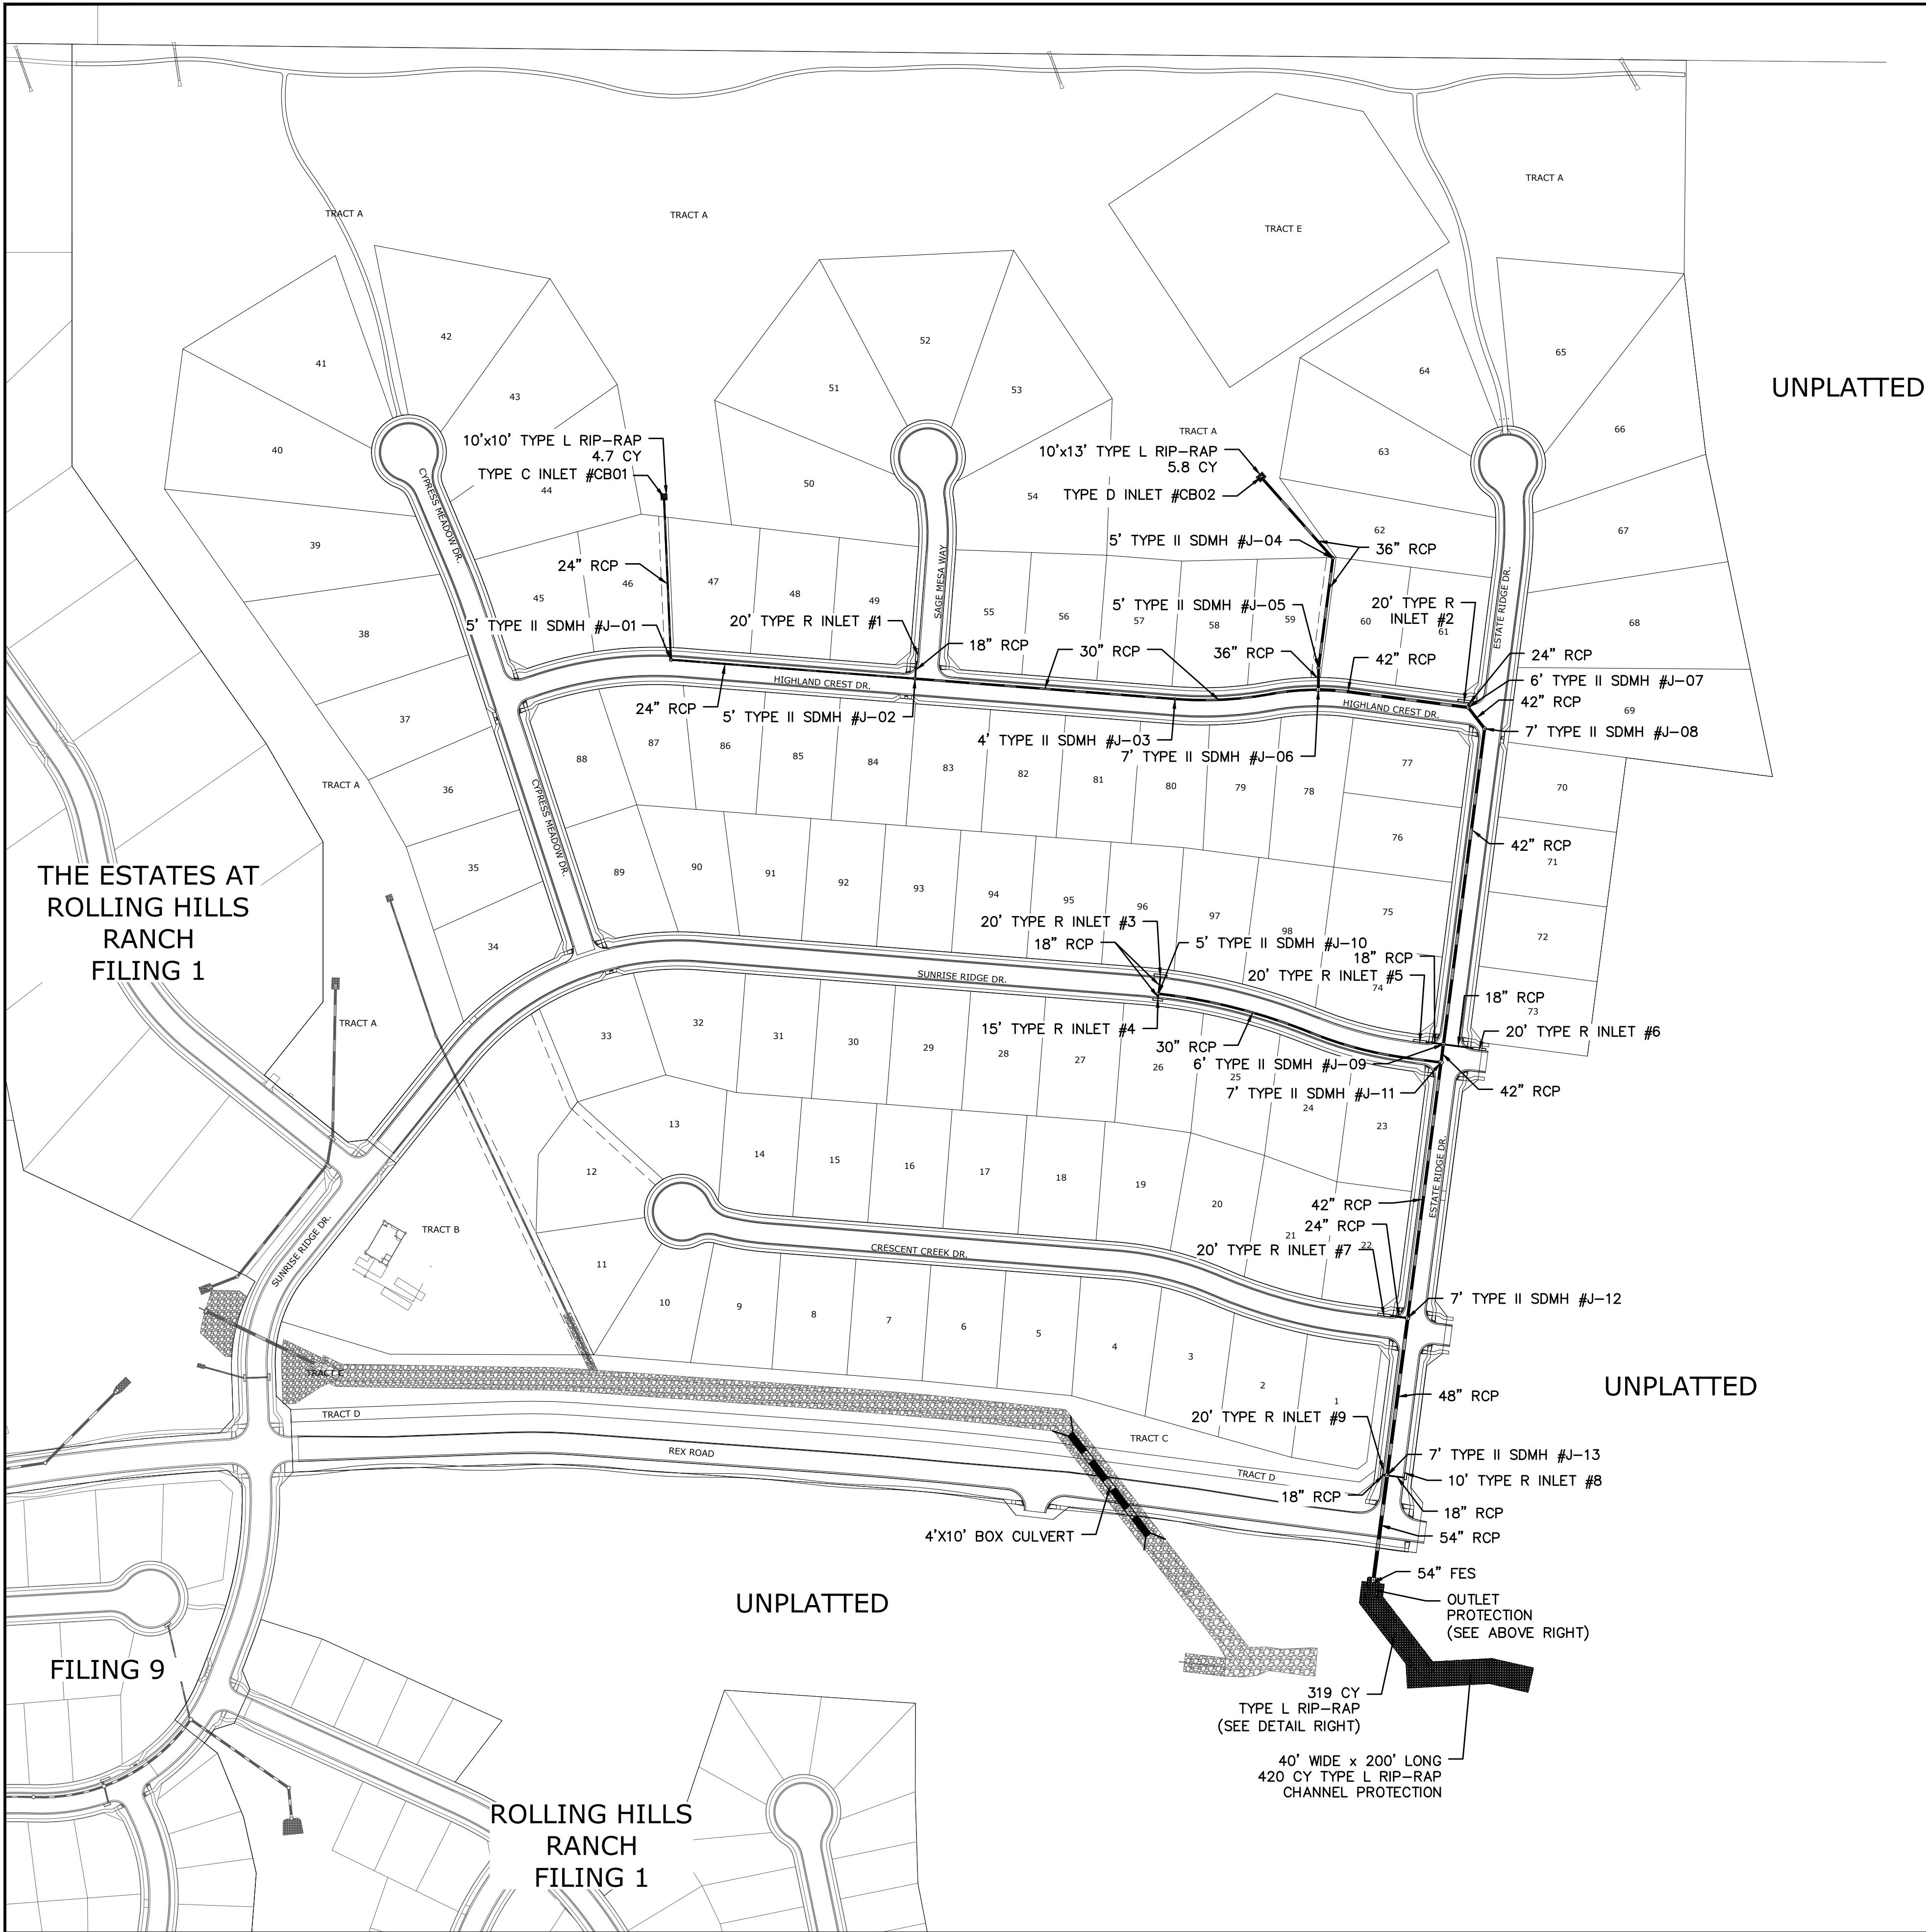 TRACT A
TRACT A
TRACT A
TRACT E
UNPLATTED
42
41
43
40
44
39
38
37
36
35
34
52
51
53
50
54
TRACT A
65
64
66
63
67
62
68
69
10'x10' TYPE L RIP-RAP
4.7 CY
TYPE C INLET #CB01
10'x13' TYPE L RIP-RAP
5.8 CY
TYPE D INLET #CB02
5' TYPE II SDMH #J-04
36" RCP
24" RCP
45
46
47
48
49
55
56
57
58
59
60
61
5' TYPE II SDMH #J-01
20' TYPE R INLET #1
18" RCP
30" RCP
5' TYPE II SDMH #J-05
36" RCP
42" RCP
20' TYPE R
INLET #2
24" RCP
6' TYPE II SDMH #J-07
42" RCP
7' TYPE II SDMH #J-08
CYPRESS MEADOW DR.
SAGE MESA WAY
ESTATE RIDGE DR.
HIGHLAND CREST DR.
HIGHLAND CREST DR.
24" RCP
5' TYPE II SDMH #J-02
4' TYPE II SDMH #J-03
7' TYPE II SDMH #J-06
88
87
86
85
84
83
82
81
80
79
78
77
76
75
70
71
72
73
42" RCP
CYPRESS MEADOW DR.
TRACT A
THE ESTATES AT
ROLLING HILLS
RANCH
FILING 1
89
90
91
92
93
94
95
96
97
98
74
20' TYPE R INLET #3
18" RCP
5' TYPE II SDMH #J-10
18" RCP
20' TYPE R INLET #5
18" RCP
20' TYPE R INLET #6
SUNRISE RIDGE DR.
TRACT A
15' TYPE R INLET #4
30" RCP
6' TYPE II SDMH #J-09
7' TYPE II SDMH #J-11
42" RCP
33
32
31
30
29
28
27
26
25
24
23
13
12
14
15
16
17
18
19
20
21
22
11
10
9
8
7
6
5
4
3
2
1
TRACT B
SUNRISE RIDGE DR.
CRESCENT CREEK DR.
ESTATE RIDGE DR.
42" RCP
24" RCP
20' TYPE R INLET #7
7' TYPE II SDMH #J-12
48" RCP
UNPLATTED
20' TYPE R INLET #9
7' TYPE II SDMH #J-13
10' TYPE R INLET #8
18" RCP
18" RCP
54" RCP
TRACT C
TRACT D
REX ROAD
TRACT C
TRACT D
4'X10' BOX CULVERT
54" FES
OUTLET
PROTECTION
(SEE ABOVE RIGHT)
UNPLATTED
319 CY
TYPE L RIP-RAP
(SEE DETAIL RIGHT)
40' WIDE x 200' LONG
420 CY TYPE L RIP-RAP
CHANNEL PROTECTION
FILING 9
ROLLING HILLS
RANCH
FILING 1